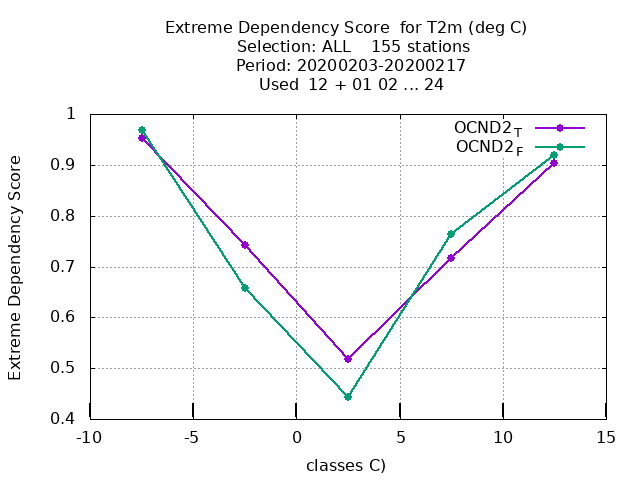 Extreme Dependency Score  for T2m (deg C)
Selection: ALL    155 stations
Period: 20200203-20200217
Used  12 + 01 02 ... 24
OCND2T
OCND2F
Extreme Dependency Score
1
0.9
0.8
0.7
0.6
0.5
0.4
-10 -5 0 5 10 15
classes C)